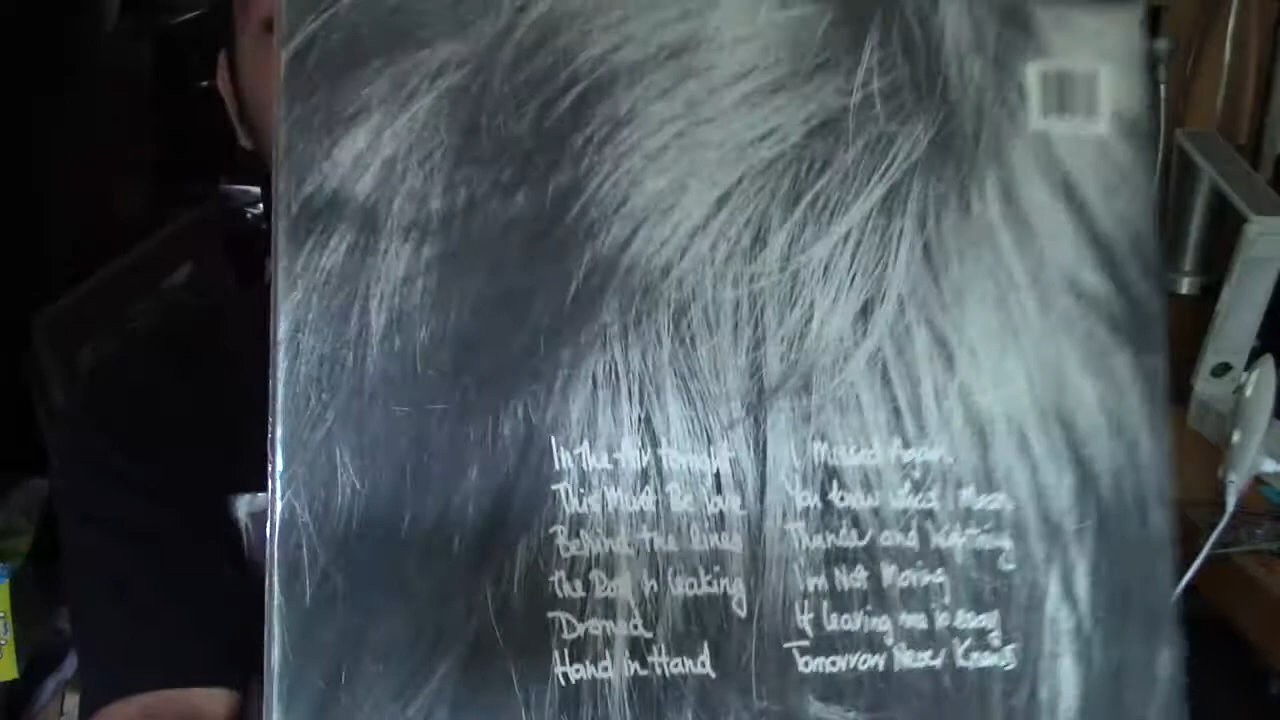 In the Air tonight
This Must Be love
Behind the lines
the Roof is leaking
Droned
Hand in Hand
I Missed Again
You know what I Mean
Thunder and lightning
I'm Not Moving
If leaving me is easy
Tomorrow Never Knows